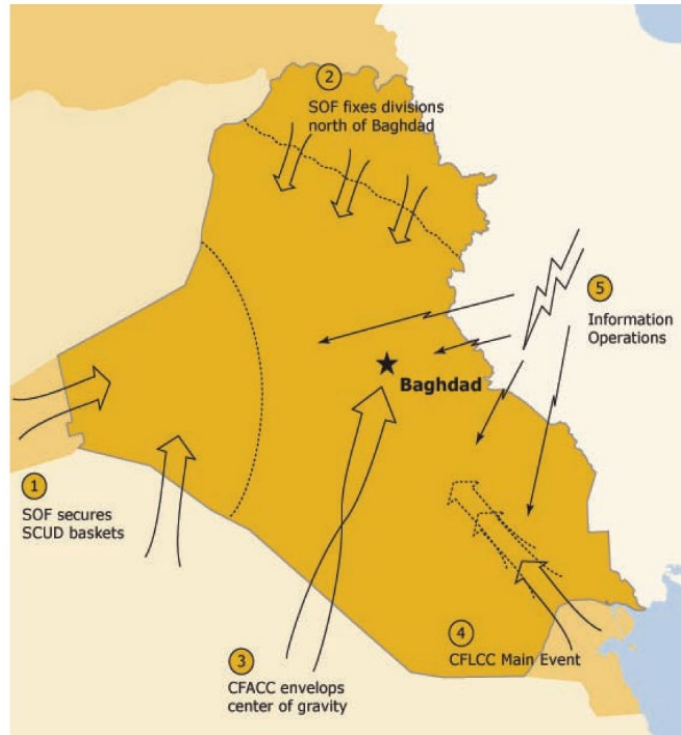 2
SOF fixes divisions
north of Baghdad
5
Information
Operations
Baghdad
1
SOF secures
SCUD baskets
3
CFACC envelops
center of gravity
4
CFLCC Main Event